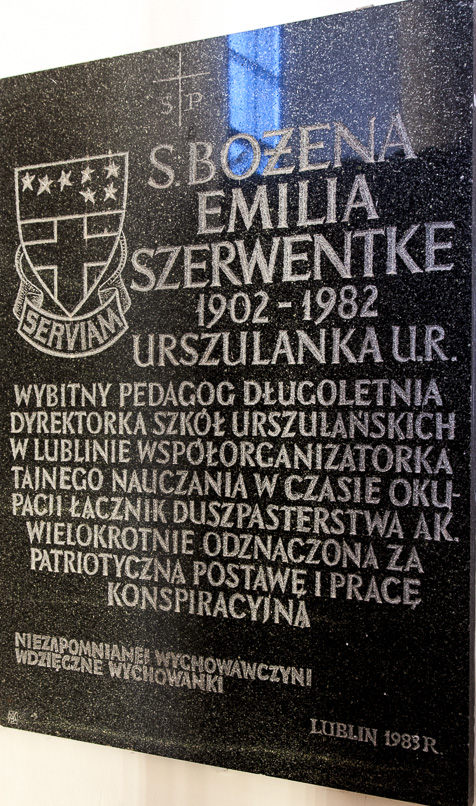 Ś P
S. BOŻENA
EMILIA
SZERWENTKE
1902 - 1982
URSZULANKA U.R.
SERVIAM
WYBITNY PEDAGOG DŁUGOLETNIA
DYREKTORKA SZKÓŁ URSZULAŃSKICH
W LUBLINIE WSPÓŁORGANIZATORKA
TAJNEGO NAUCZANIA W CZASIE OKU-
PACJI ŁĄCZNIK DUSZPASTERSTWA AK.
WIELOKROTNIE ODZNACZONA ZA
PATRIOTYCZNA POSTAWĘ I PRACĘ
KONSPIRACYJNĄ
NIEZAPOMNIANEJ WYCHOWAWCZYNI
WDZIĘCZNE WYCHOWANKI
LUBLIN 1983 R.